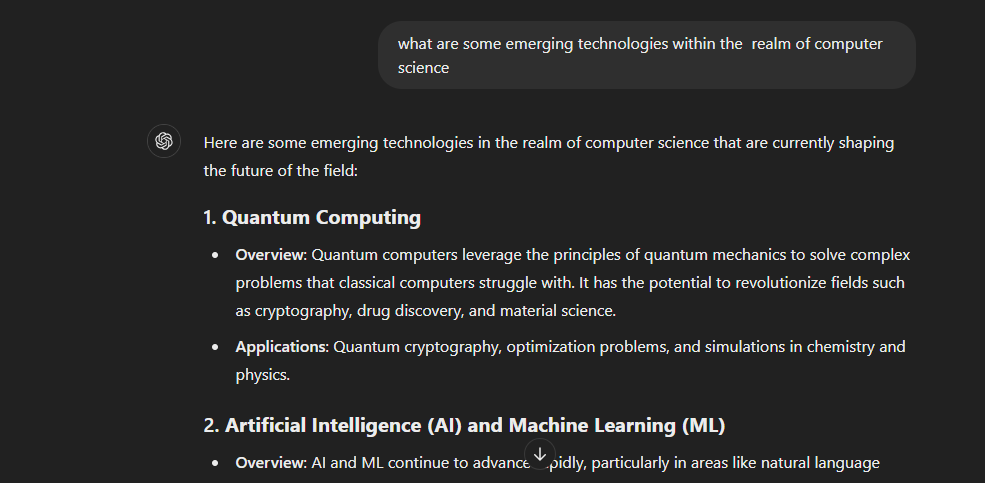 what are some emerging technologies within the  realm of computer
science
Here are some emerging technologies in the realm of computer science that are currently shaping
the future of the field:
1. Quantum Computing
• Overview: Quantum computers leverage the principles of quantum mechanics to solve complex
problems that classical computers struggle with. It has the potential to revolutionize fields such
as cryptography, drug discovery, and material science.
• Applications: Quantum cryptography, optimization problems, and simulations in chemistry and
physics.
2. Artificial Intelligence (AI) and Machine Learning (ML)
• Overview: AI and ML continue to advance pidly, particularly in areas like natural language